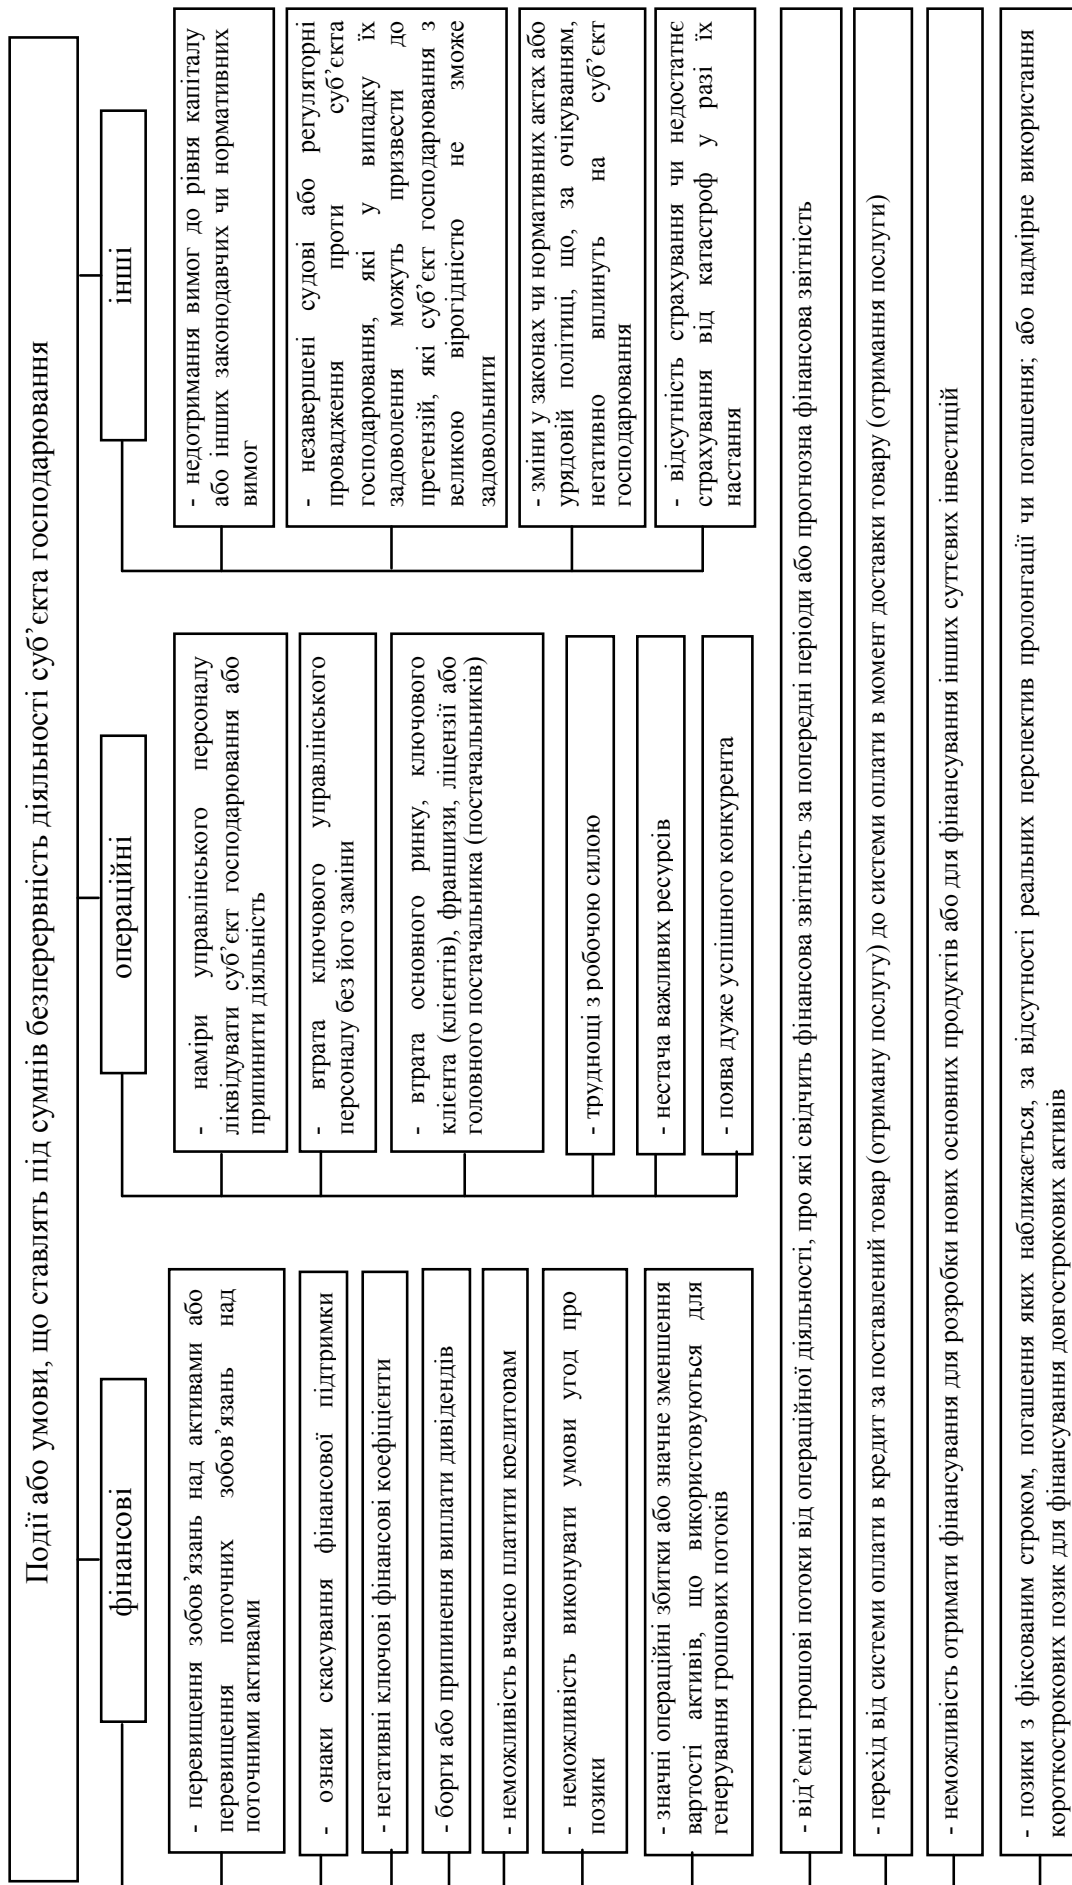 Події або умови, що ставлять під сумнів безперервність діяльності суб’єкта господарювання
фінансові
- перевищення зобов’язань над активами або
перевищення поточних зобов’язань над
поточними активами
- ознаки скасування фінансової підтримки
- негативні ключові фінансові коефіцієнти
- борги або припинення виплати дивідендів
- неможливість вчасно платити кредиторам
- неможливість виконувати умови угод про
позики
- значні операційні збитки або значне зменшення
вартості активів, що використовуються для
генерування грошових потоків
операційні
- наміри управлінського персоналу
ліквідувати суб’єкт господарювання або
припинити діяльність
- втрата ключового управлінського
персоналу без його заміни
- втрата основного ринку, ключового
клієнта (клієнтів), франшизи, ліцензії або
головного постачальника (постачальників)
- труднощі з робочою силою
- нестача важливих ресурсів
- поява дуже успішного конкурента
інші
- недотримання вимог до рівня капіталу
або інших законодавчих чи нормативних
вимог
- незавершені судові або регуляторні
провадження проти суб’єкта
господарювання, які у випадку їх
задоволення можуть призвести до
претензій, які суб’єкт господарювання з
великою вірогідністю не зможе
задовольнити
- зміни у законах чи нормативних актах або
урядовій політиці, що, за очікуванням,
негативно вплинуть на суб’єкт
господарювання
- відсутність страхування чи недостатнє
страхування від катастроф у разі їх
настання
- від’ємні грошові потоки від операційної діяльності, про які свідчить фінансова звітність за попередні періоди або прогнозна фінансова звітність
- перехід від системи оплати в кредит за поставлений товар (отриману послугу) до системи оплати в момент доставки товару (отримання послуги)
- неможливість отримати фінансування для розробки нових основних продуктів або для фінансування інших суттєвих інвестицій
- позики з фіксованим строком, погашення яких наближається, за відсутності реальних перспектив пролонгації чи погашення; або надмірне використання
короткострокових позик для фінансування довгострокових активів